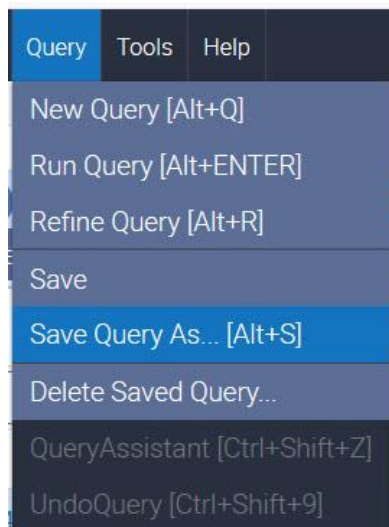 Query Tools Help
New Query [Alt+Q]
Run Query [Alt+ENTER]
Refine Query [Alt+R]
Save
Save Query As... [Alt+S]
Delete Saved Query...
QueryAssistant [Ctrl+Shift+Z]
UndoQuery [Ctrl+Shift+9]